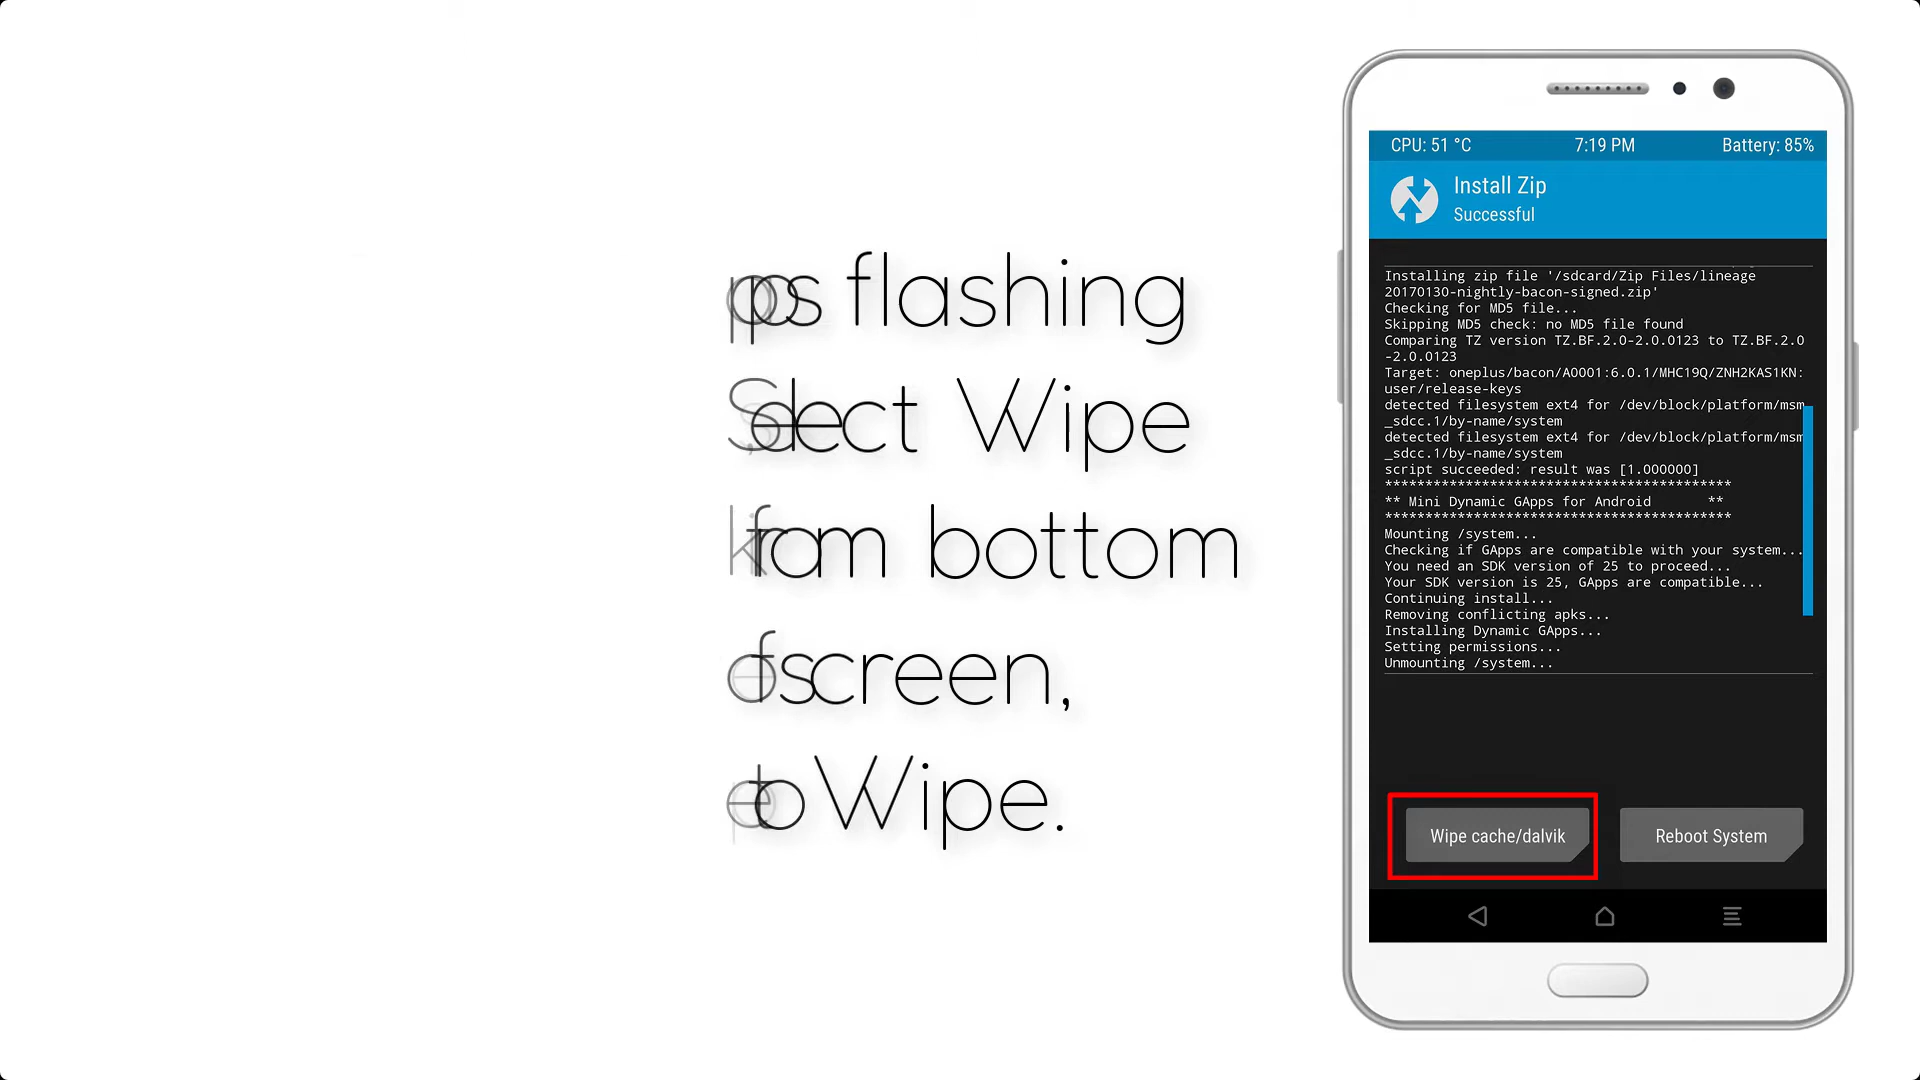 ps flashing
Select Wipe
from bottom
of screen,
to Wipe.
CPU: 51 °C 7:19 PM Battery: 85%
Install Zip
Successful
Installing zip file '/sdcard/Zip Files/lineage
20170130-nightly-bacon-signed.zip'
Checking for MD5 file...
Skipping MD5 check: no MD5 file found
Comparing TZ version TZ.BF.2.0-2.0.0123 to TZ.BF.2.0
-2.0.0123
Target: oneplus/bacon/A0001:6.0.1/MHC19Q/ZNH2KAS1KN:
user/release-keys
detected filesystem ext4 for /dev/block/platform/msm
_sdcc.1/by-name/system
detected filesystem ext4 for /dev/block/platform/msm
_sdcc.1/by-name/system
script succeeded: result was [1.000000]
******************************************
** Mini Dynamic GApps for Android **
******************************************
Mounting /system...
Checking if GApps are compatible with your system...
You need an SDK version of 25 to proceed...
Your SDK version is 25, GApps are compatible...
Continuing install...
Removing conflicting apks...
Installing Dynamic GApps...
Setting permissions...
Unmounting /system...
Wipe cache/dalvik
Reboot System